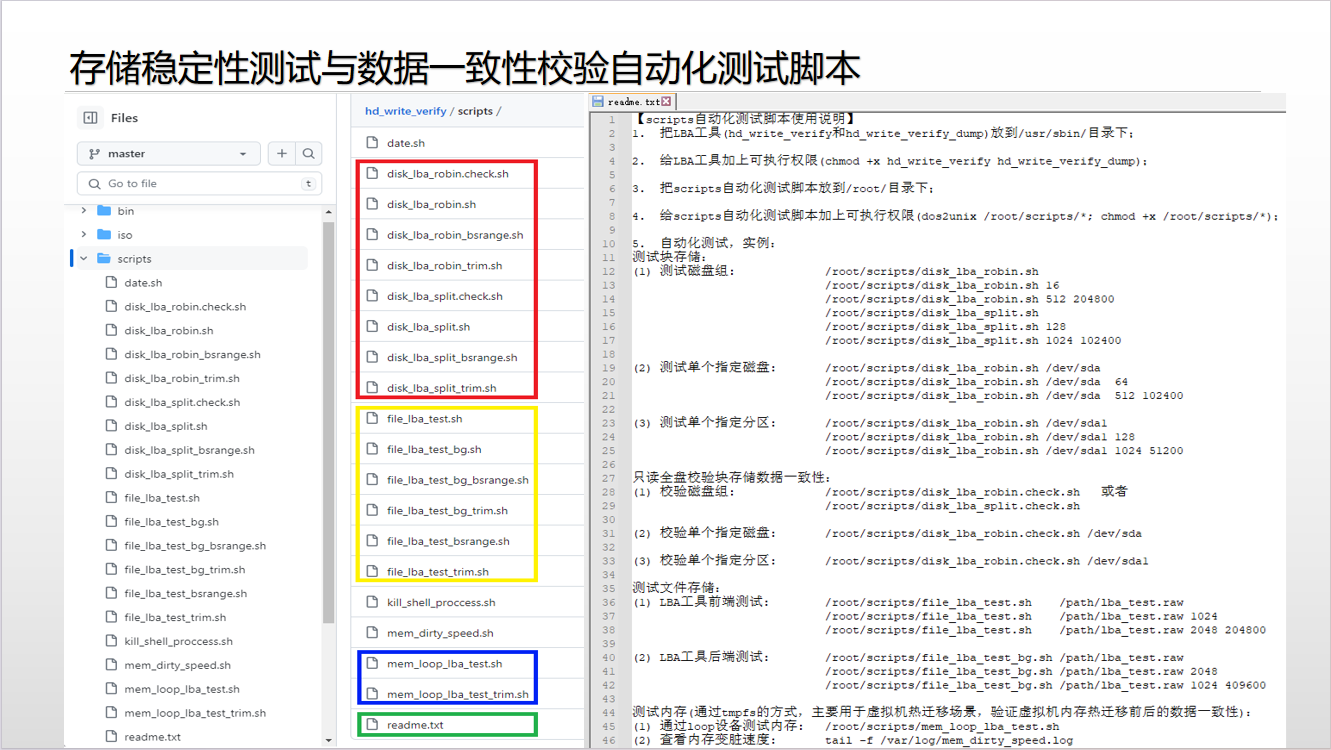 存储稳定性测试与数据一致性校验自动化测试脚本
Files
master
Go to file
t
bin
iso
scripts
date.sh
disk_lba_robin.check.sh
disk_lba_robin.sh
disk_lba_robin_bsrange.sh
disk_lba_robin_trim.sh
disk_lba_split.check.sh
disk_lba_split.sh
disk_lba_split_bsrange.sh
disk_lba_split_trim.sh
file_lba_test.sh
file_lba_test_bg.sh
file_lba_test_bg_bsrange.sh
file_lba_test_bg_trim.sh
file_lba_test_bsrange.sh
file_lba_test_trim.sh
kill_shell_proccess.sh
mem_dirty_speed.sh
mem_loop_lba_test.sh
mem_loop_lba_test_trim.sh
readme.txt
hd_write_verify / scripts /
date.sh
disk_lba_robin.check.sh
disk_lba_robin.sh
disk_lba_robin_bsrange.sh
disk_lba_robin_trim.sh
disk_lba_split.check.sh
disk_lba_split.sh
disk_lba_split_bsrange.sh
disk_lba_split_trim.sh
file_lba_test.sh
file_lba_test_bg.sh
file_lba_test_bg_bsrange.sh
file_lba_test_bg_trim.sh
file_lba_test_bsrange.sh
file_lba_test_trim.sh
kill_shell_proccess.sh
mem_dirty_speed.sh
mem_loop_lba_test.sh
mem_loop_lba_test_trim.sh
readme.txt
readme.txt
1 【scripts自动化测试脚本使用说明】
2 1. 把LBA工具(hd_write_verify和hd_write_verify_dump)放到/usr/sbin/目录下;
3
4 2. 给LBA工具加上可执行权限(chmod +x hd_write_verify hd_write_verify_dump);
5
6 3. 把scripts自动化测试脚本放到/root/目录下;
7
8 4. 给scripts自动化测试脚本加上可执行权限(dos2unix /root/scripts/*; chmod +x /root/scripts/*);
9
10 5. 自动化测试, 实例:
11 测试块存储:
12 (1) 测试磁盘组: /root/scripts/disk_lba_robin.sh
13 /root/scripts/disk_lba_robin.sh 16
14 /root/scripts/disk_lba_robin.sh 512 204800
15 /root/scripts/disk_lba_split.sh
16 /root/scripts/disk_lba_split.sh 128
17 /root/scripts/disk_lba_split.sh 1024 102400
18
19 (2) 测试单个指定磁盘: /root/scripts/disk_lba_robin.sh /dev/sda
20 /root/scripts/disk_lba_robin.sh /dev/sda 64
21 /root/scripts/disk_lba_robin.sh /dev/sda 512 102400
22
23 (3) 测试单个指定分区: /root/scripts/disk_lba_robin.sh /dev/sda1
24 /root/scripts/disk_lba_robin.sh /dev/sda1 128
25 /root/scripts/disk_lba_robin.sh /dev/sda1 1024 51200
26
27 只读全盘校验块存储数据一致性:
28 (1) 校验磁盘组: /root/scripts/disk_lba_robin.check.sh 或者
29 /root/scripts/disk_lba_split.check.sh
30
31 (2) 校验单个指定磁盘: /root/scripts/disk_lba_robin.check.sh /dev/sda
32
33 (3) 校验单个指定分区: /root/scripts/disk_lba_robin.check.sh /dev/sda1
34
35 测试文件存储:
36 (1) LBA工具前端测试: /root/scripts/file_lba_test.sh /path/lba_test.raw
37 /root/scripts/file_lba_test.sh /path/lba_test.raw 1024
38 /root/scripts/file_lba_test.sh /path/lba_test.raw 2048 204800
39
40 (2) LBA工具后端测试: /root/scripts/file_lba_test_bg.sh /path/lba_test.raw
41 /root/scripts/file_lba_test_bg.sh /path/lba_test.raw 2048
42 /root/scripts/file_lba_test_bg.sh /path/lba_test.raw 1024 409600
43
44 测试内存(通过tmpfs的方式, 主要用于虚拟机热迁移场景, 验证虚拟机内存热迁移前后的数据一致性):
45 (1) 通过loop设备测试内存: /root/scripts/mem_loop_lba_test.sh
46 (2) 查看内存变脏速度: tail -f /var/log/mem_dirty_speed.log